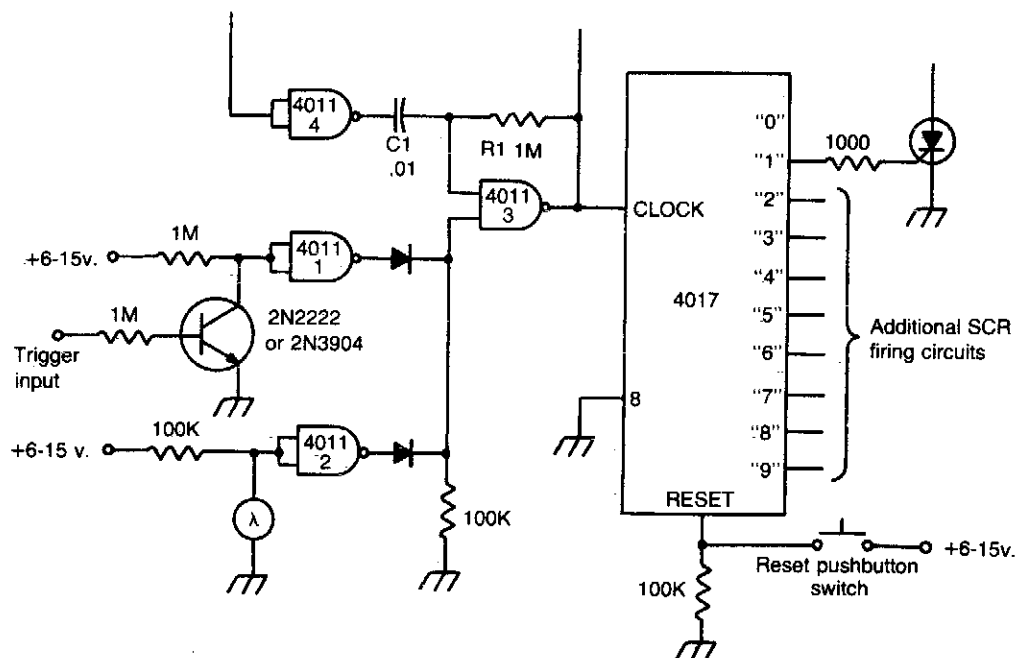 4011
4
C1
.01
R1 1M
4011
3
1M
+6-15v.
4011
1
1M
2N2222
or 2N3904
Trigger
input
100K
+6-15 v.
4011
2
λ
100K
CLOCK
4017
8
RESET
"0"
"1"
"2"
"3"
"4"
"5"
"6"
"7"
"8"
"9"
1000
Additional SCR
firing circuits
Reset pushbutton
switch
+6-15v.
100K